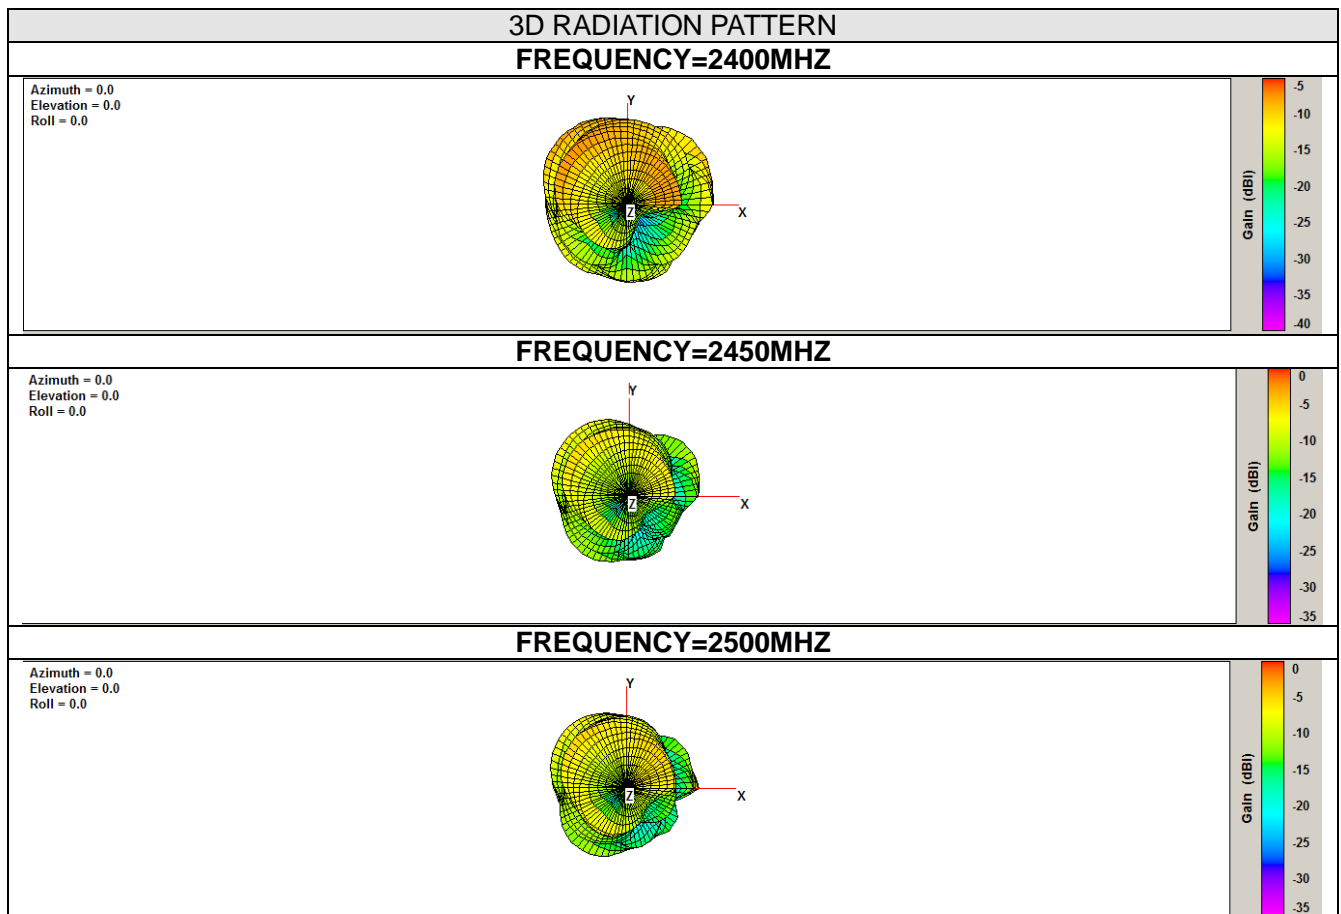 3D RADIATION PATTERN
FREQUENCY=2400MHZ
Azimuth = 0.0
Elevation = 0.0
Roll = 0.0
Y
X
Z
Gain (dBI)
-5
-10
-15
-20
-25
-30
-35
-40
FREQUENCY=2450MHZ
Azimuth = 0.0
Elevation = 0.0
Roll = 0.0
Y
X
Z
Gain (dBI)
0
-5
-10
-15
-20
-25
-30
-35
FREQUENCY=2500MHZ
Azimuth = 0.0
Elevation = 0.0
Roll = 0.0
Y
X
Z
Gain (dBI)
0
-5
-10
-15
-20
-25
-30
-35